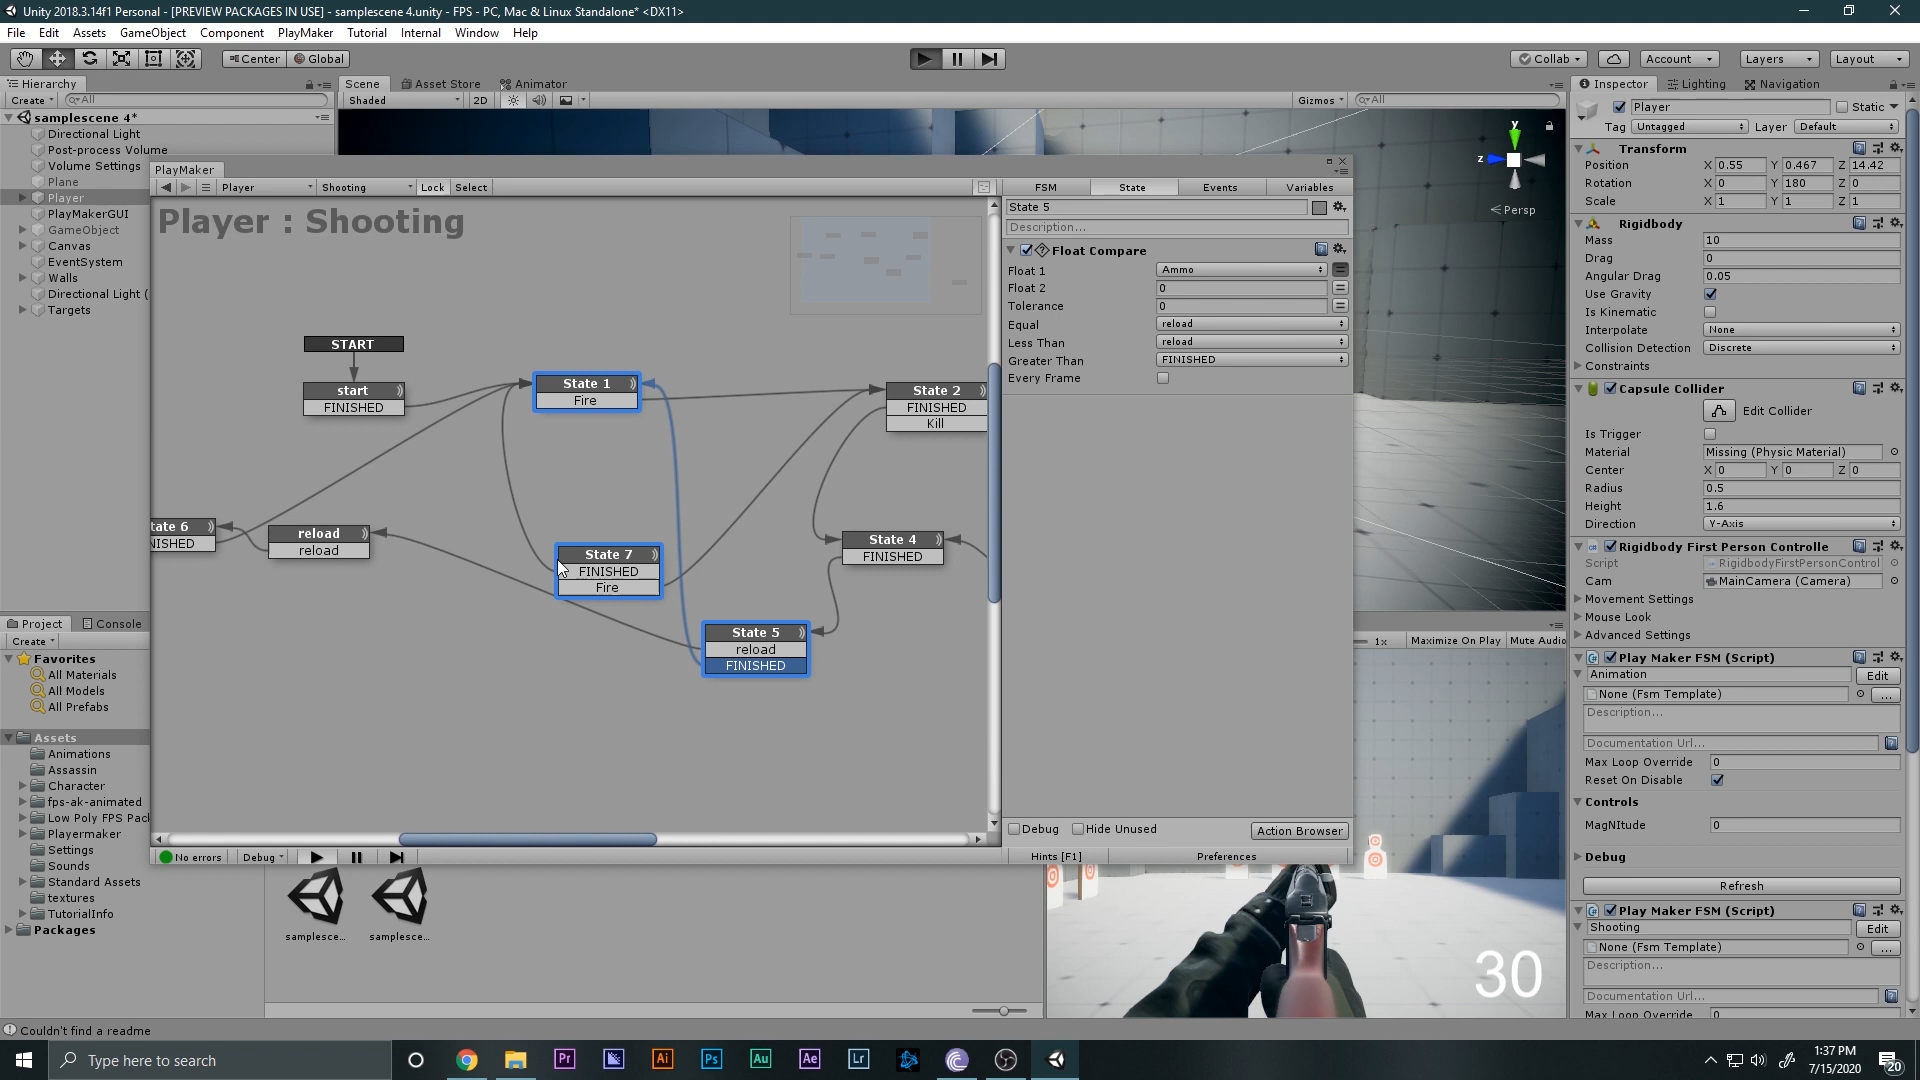 Unity 2018.3.14f1 Personal - [PREVIEW PACKAGES IN USE] - samplescene 4.unity - FPS - PC, Mac & Linux Standalone* <DX11>
File Edit Assets GameObject Component PlayMaker Tutorial Internal Window Help
Center Global Collab Account Layers Layout
Hierarchy Scene Asset Store Animator Inspector Lighting Navigation
Create All Shaded 2D Gizmos All
samplescene 4*
Directional Light
Post-process Volume
Volume Settings
Plane
Player
PlayMakerGUI
GameObject
Canvas
EventSystem
Walls
Directional Light (
Targets
y
z
Persp
PlayMaker
Player Shooting Lock Select
Player : Shooting
START
start
FINISHED
State 1
Fire
State 2
FINISHED
Kill
tate 6
NISHED
reload
reload
State 7
FINISHED
Fire
State 4
FINISHED
State 5
reload
FINISHED
No errors Debug
FSM State Events Variables
State 5
Description...
Float Compare
Float 1 Ammo
Float 2 0
Tolerance 0
Equal reload
Less Than reload
Greater Than FINISHED
Every Frame
Debug Hide Unused Action Browser
Hints [F1] Preferences
Player Static
Tag Untagged Layer Default
Transform
Position X 0.55 Y 0.467 Z 14.42
Rotation X 0 Y 180 Z 0
Scale X 1 Y 1 Z 1
Rigidbody
Mass 10
Drag 0
Angular Drag 0.05
Use Gravity
Is Kinematic
Interpolate None
Collision Detection Discrete
Constraints
Capsule Collider
Edit Collider
Is Trigger
Material Missing (Physic Material)
Center X 0 Y 0 Z 0
Radius 0.5
Height 1.6
Direction Y-Axis
Rigidbody First Person Controlle
Script RigidbodyFirstPersonControl
Cam MainCamera (Camera)
Movement Settings
Mouse Look
Advanced Settings
Play Maker FSM (Script)
Animation Edit
None (Fsm Template) ...
Description...
Documentation Url...
Max Loop Override 0
Reset On Disable
Controls
MagNItude 0
Debug
Refresh
Play Maker FSM (Script)
Shooting Edit
None (Fsm Template) ...
Description...
Documentation Url...
Max Loop Override 0
Project Console
Create
Favorites
All Materials
All Models
All Prefabs
Assets
Animations
Assassin
Character
fps-ak-animated
Low Poly FPS Pack
Playermaker
Settings
Sounds
Standard Assets
textures
TutorialInfo
Packages
samplesce... samplesce...
1x Maximize On Play Mute Audio
30
Couldn't find a readme
Type here to search
Pr Ai Ps Au Ae Lr
1:37 PM
7/15/2020
20